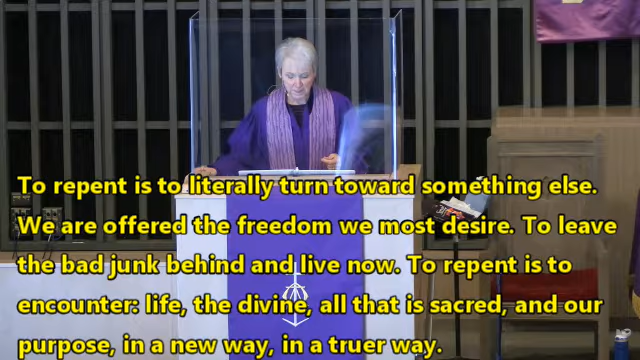 To repent is to literally turn toward something else.
We are offered the freedom we most desire. To leave
the bad junk behind and live now. To repent is to
encounter: life, the divine, all that is sacred, and our
purpose, in a new way, in a truer way.